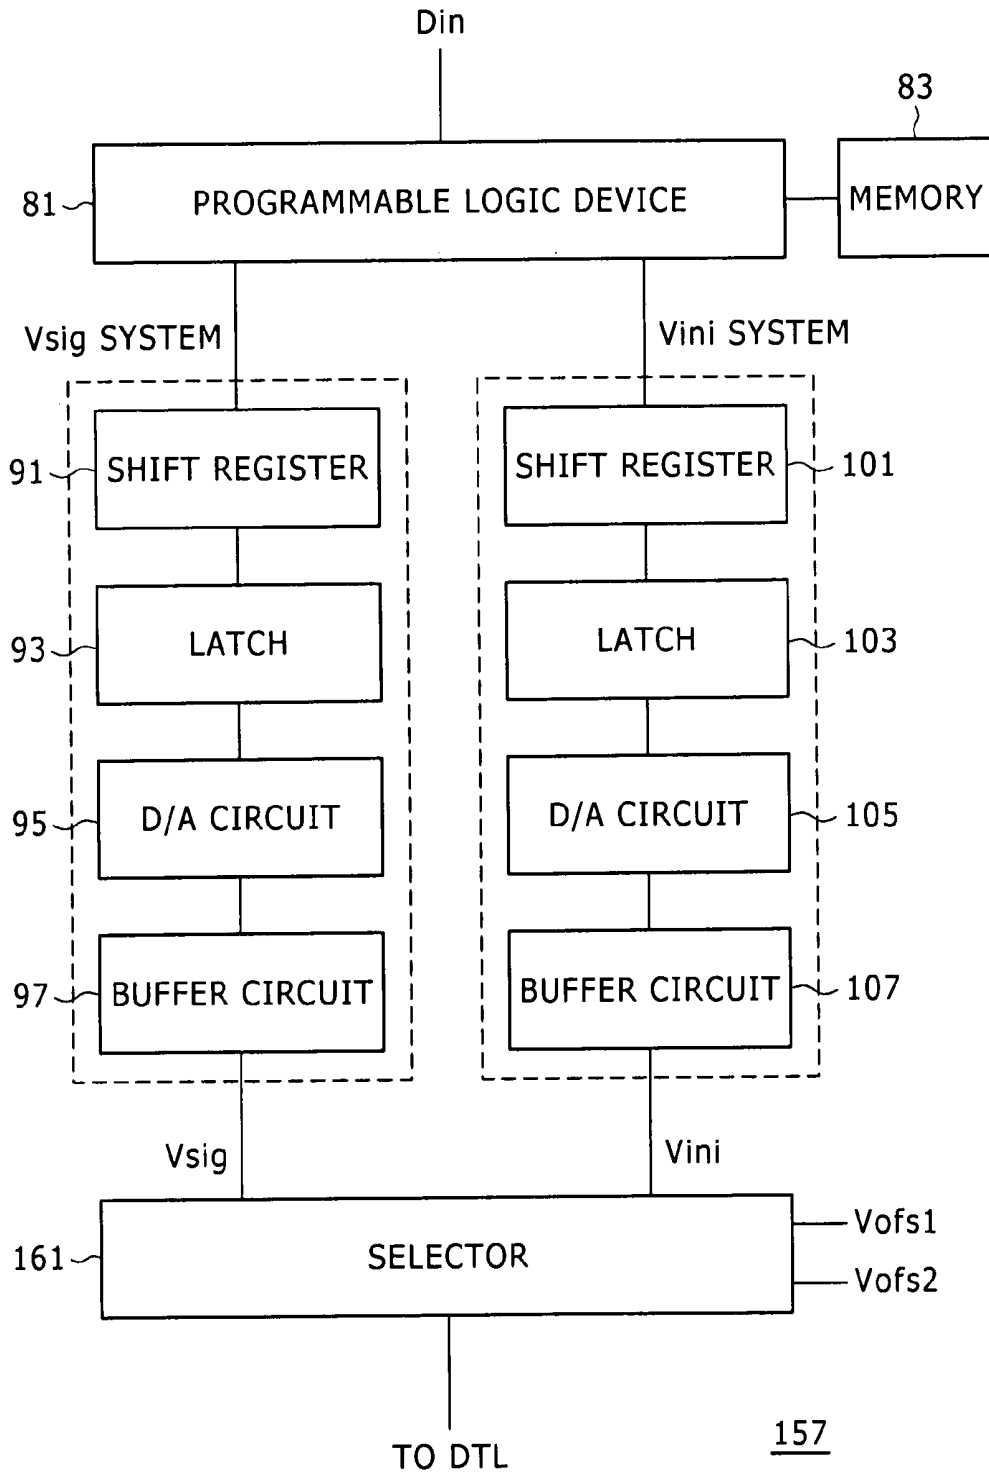 Din
83
81
PROGRAMMABLE LOGIC DEVICE
MEMORY
Vsig SYSTEM
Vini SYSTEM
91
SHIFT REGISTER
SHIFT REGISTER
101
93
LATCH
LATCH
103
95
D/A CIRCUIT
D/A CIRCUIT
105
97
BUFFER CIRCUIT
BUFFER CIRCUIT
107
Vsig
Vini
161
SELECTOR
Vofs1
Vofs2
TO DTL
157